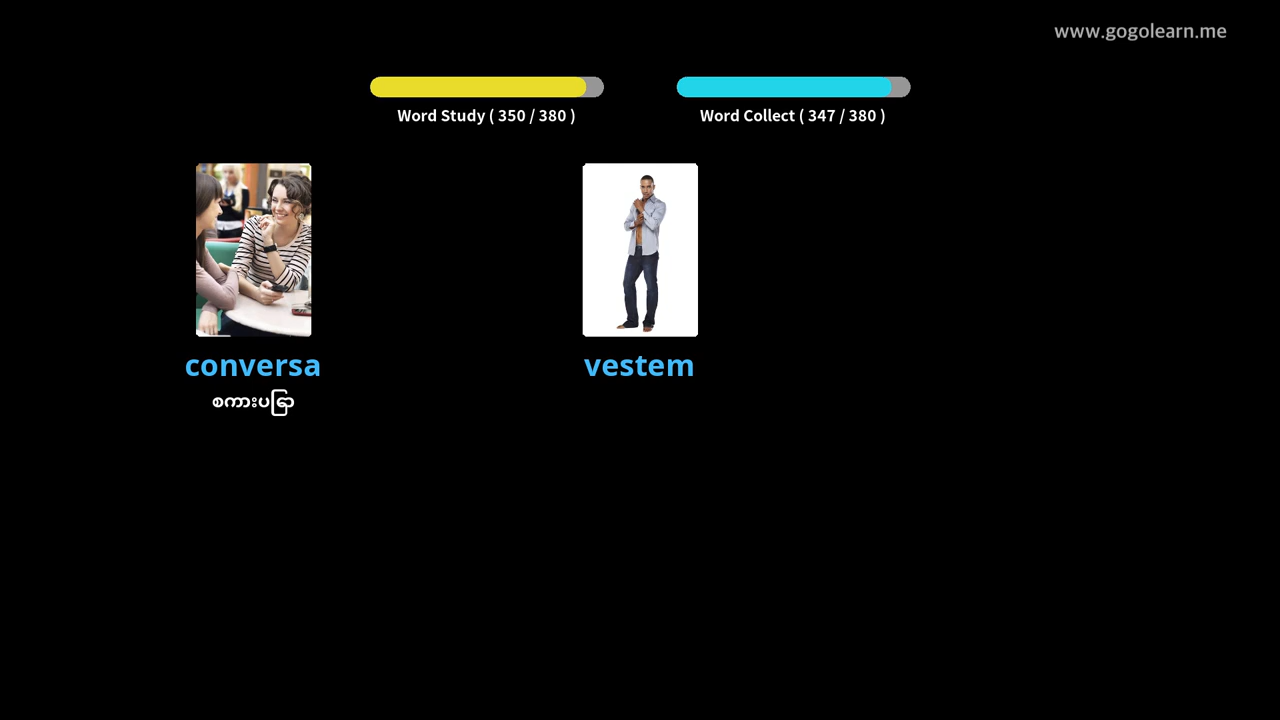 www.gogolearn.me
Word Study ( 350 / 380 )
Word Collect ( 347 / 380 )
conversa
vestem
စကားပြော